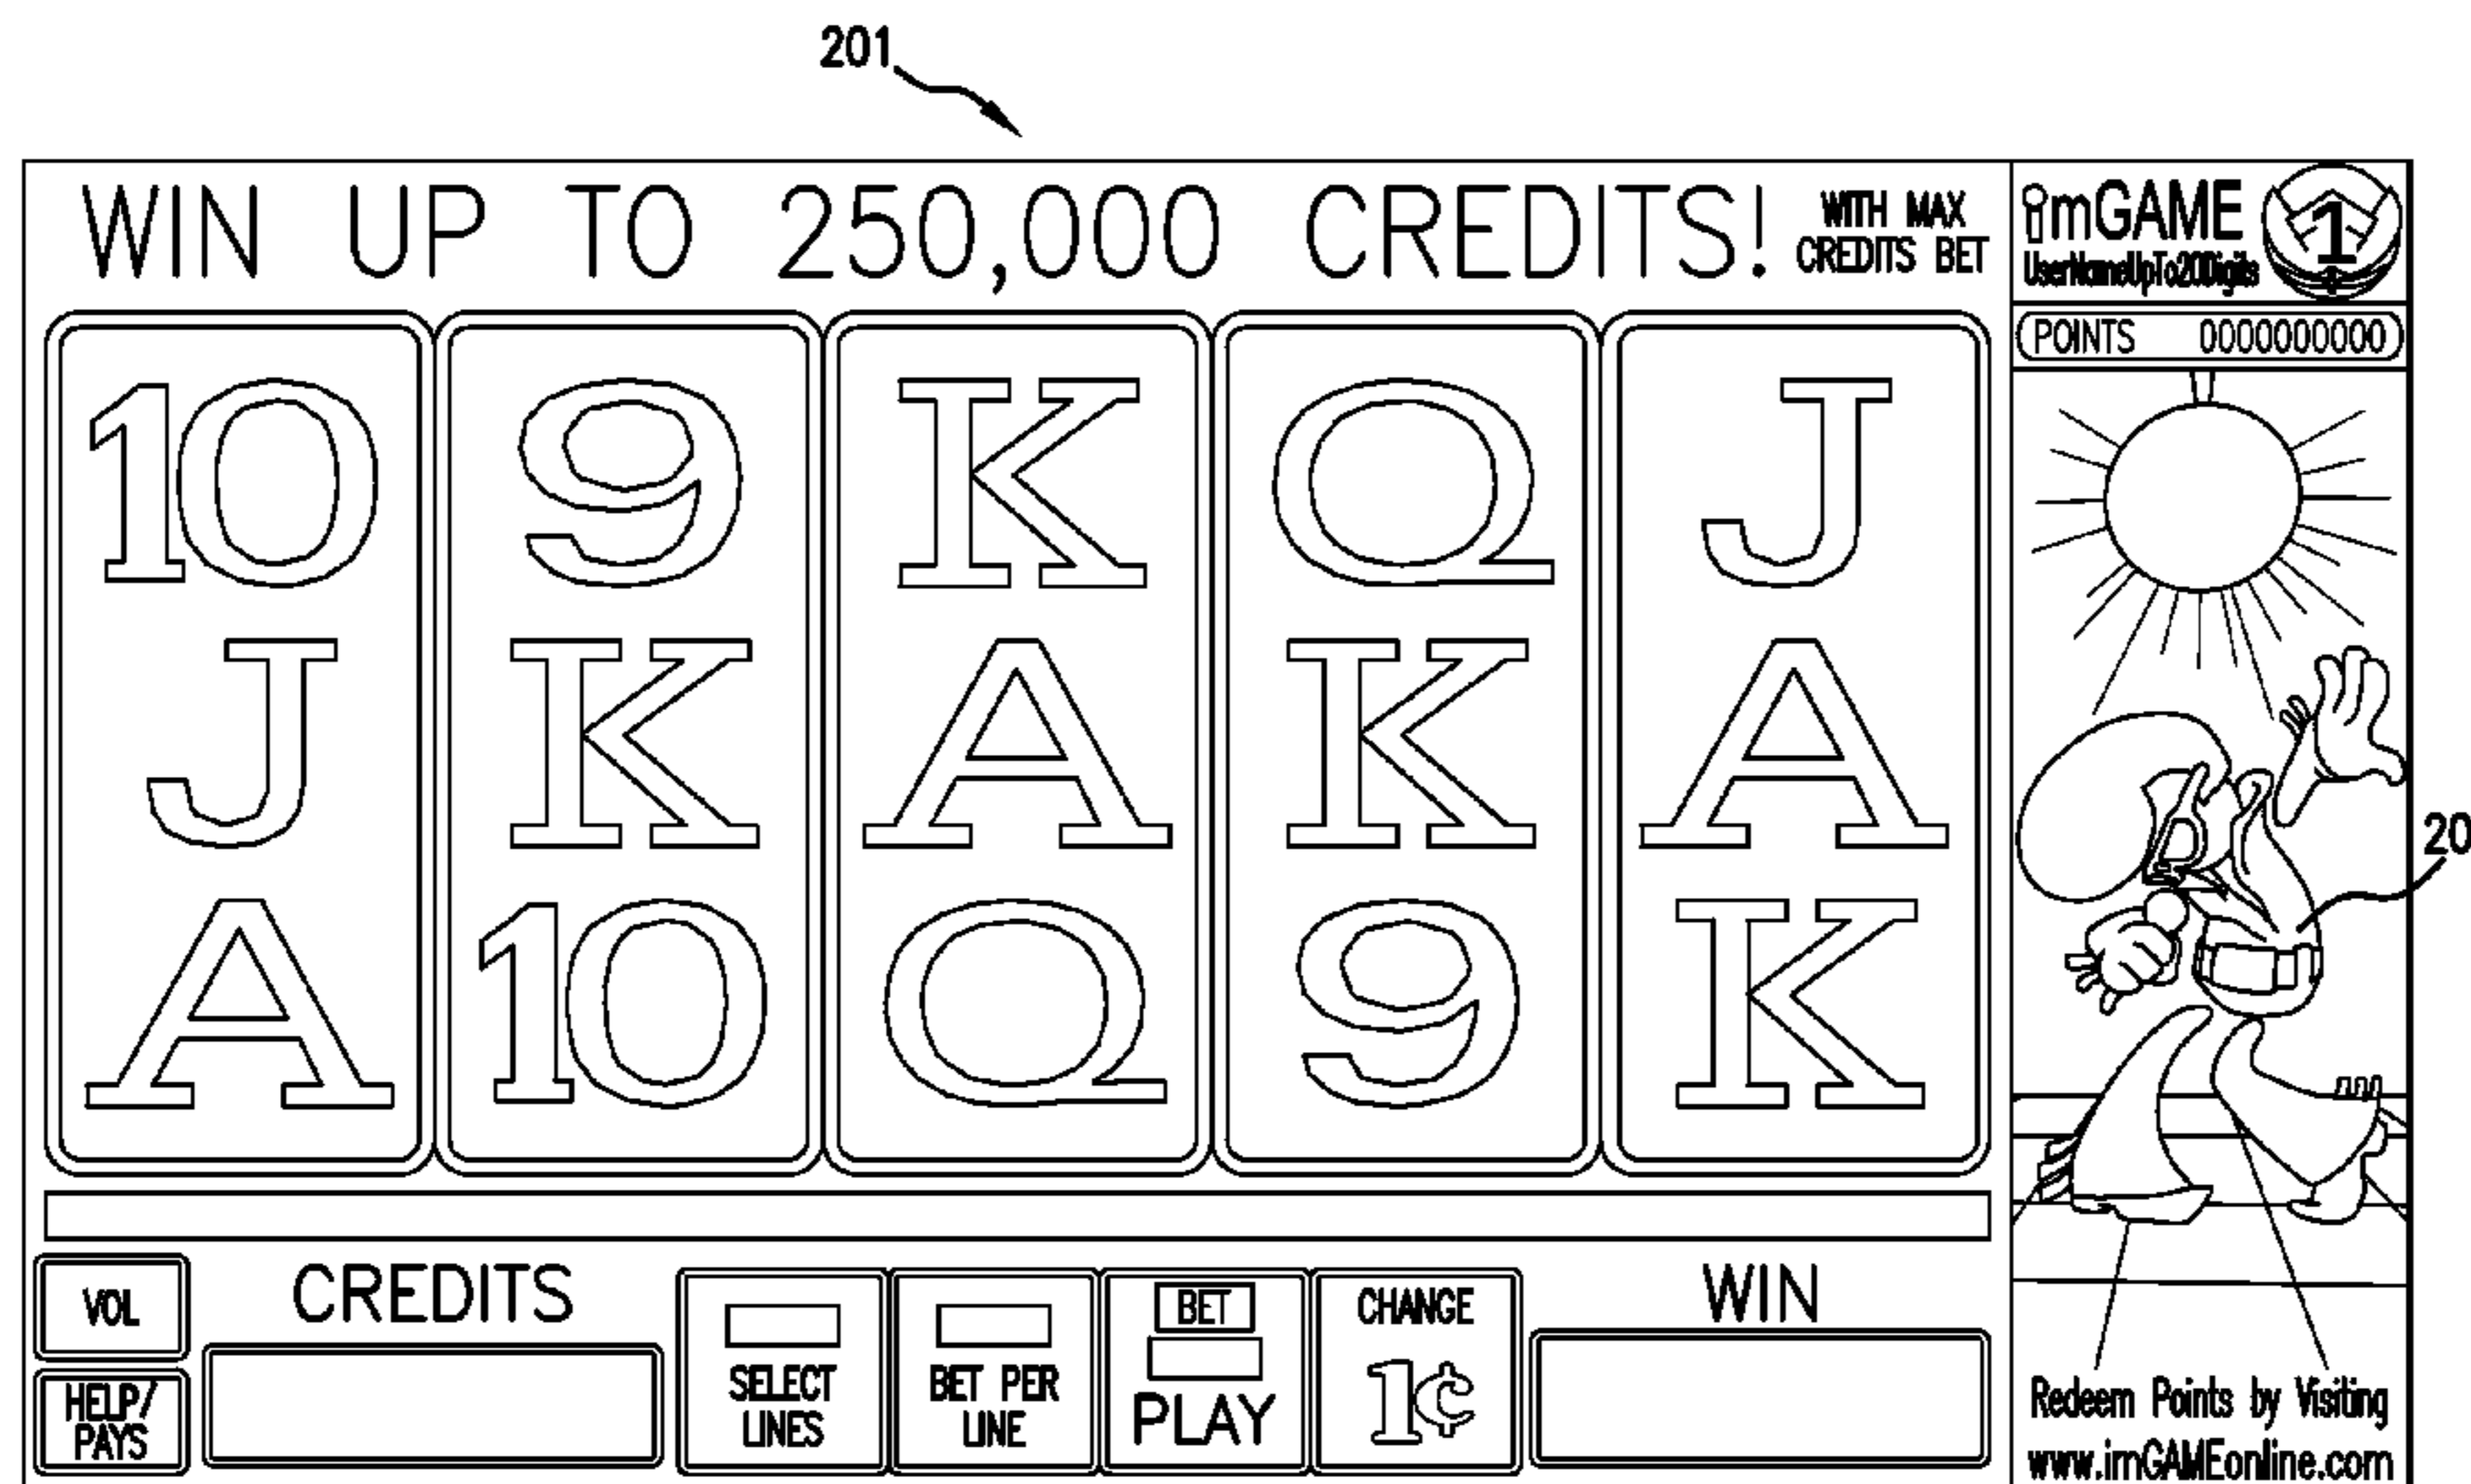 201
WIN UP TO 250,000 CREDITS!
WITH MAX
CREDITS BET
imGAME
1
UserNameUpTo20Digits
POINTS 0000000000
10 9 K Q J
J K A K A
A 10 Q 9 K
20
VOL
HELP/
PAYS
CREDITS
SELECT
LINES
BET PER
LINE
BET
PLAY
CHANGE
1¢
WIN
Redeem Points by Visiting
www.imGAMEonline.com